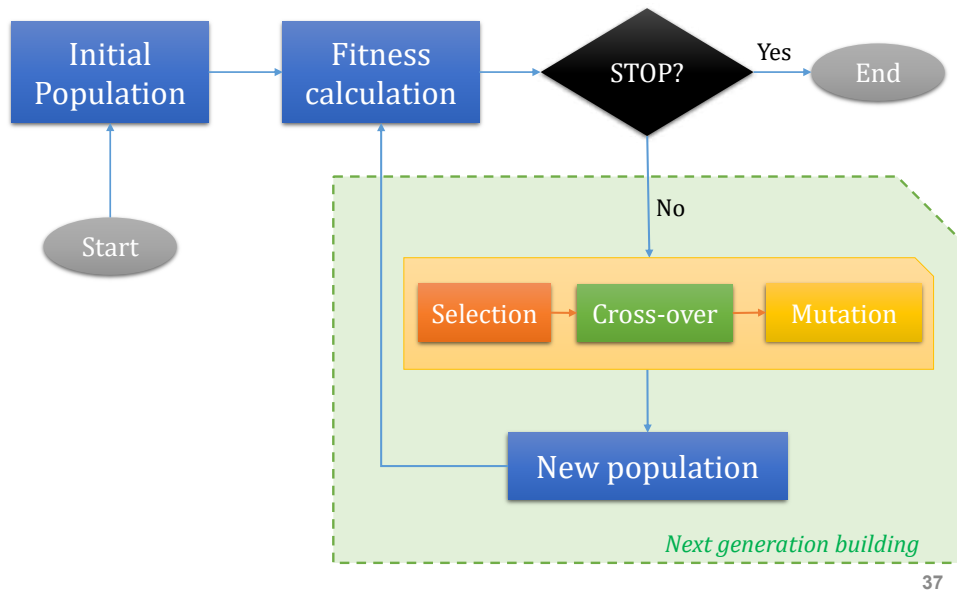 Initial
Population
Fitness
calculation
STOP?
Yes
End
Start
No
Selection
Cross-over
Mutation
New population
Next generation building
37